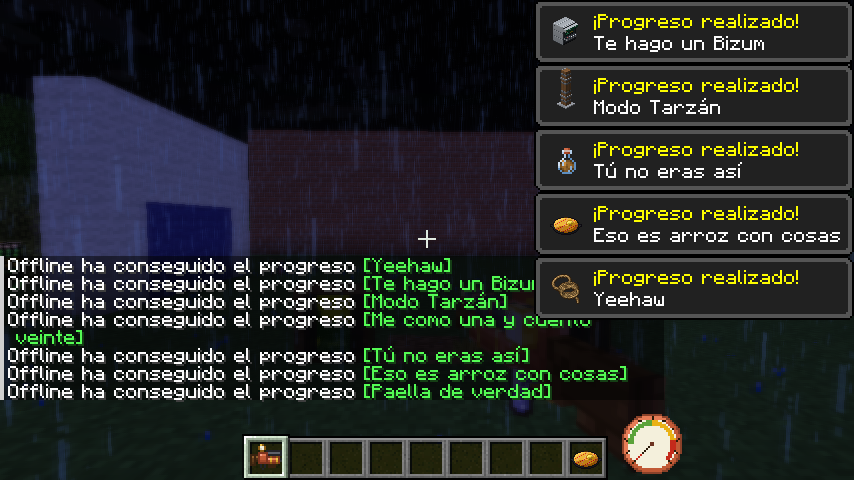 ¡Progreso realizado!
Te hago un Bizum
¡Progreso realizado!
Modo Tarzán
¡Progreso realizado!
Tú no eras así
¡Progreso realizado!
Eso es arroz con cosas
¡Progreso realizado!
Yeehaw
Offline ha conseguido el progreso [Yeehaw]
Offline ha conseguido el progreso [Te hago un Bizum
Offline ha conseguido el progreso [Modo Tarzán]
Offline ha conseguido el progreso [Me como una y cuento
veinte]
Offline ha conseguido el progreso [Tú no eras así]
Offline ha conseguido el progreso [Eso es arroz con cosas]
Offline ha conseguido el progreso [Paella de verdad]